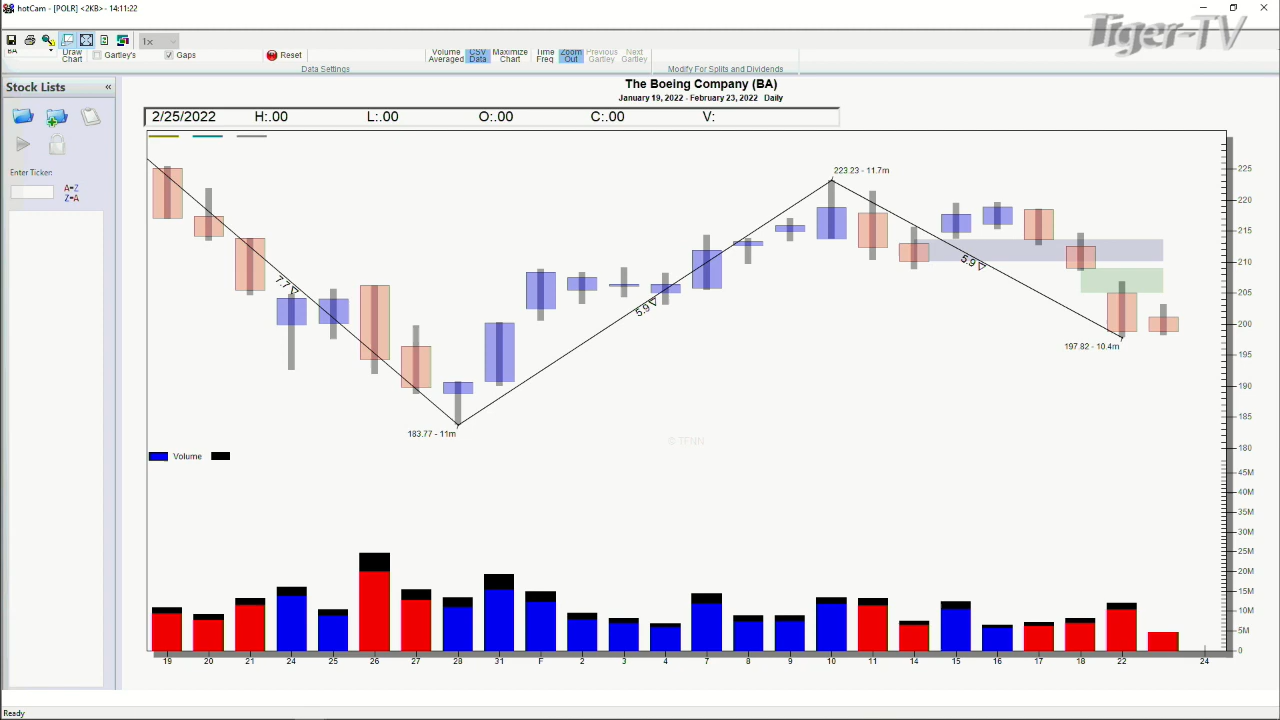 hotCam - [POLR] <2KB> - 14:11:22
Tiger-TV
1x
BA
Draw Chart
Gartley's
Gaps
Reset
Volume Averaged
CSV Data
Maximize Chart
Time Freq
Zoom Out
Previous Gartley
Next Gartley
Data Settings
Modify For Splits and Dividends
Stock Lists «
Enter Ticker:
A=Z
Z=A
The Boeing Company (BA)
January 19, 2022 - February 23, 2022 Daily
2/25/2022 H:.00 L:.00 O:.00 C:.00 V:
223.23 - 11.7m
7.7
5.9
5.9
197.82 - 10.4m
183.77 - 11m
© TFNN
225
220
215
210
205
200
195
190
185
180
Volume
45M
40M
35M
30M
25M
20M
15M
10M
5M
0
19 20 21 24 25 26 27 28 31 F 2 3 4 7 8 9 10 11 14 15 16 17 18 22 24
Ready